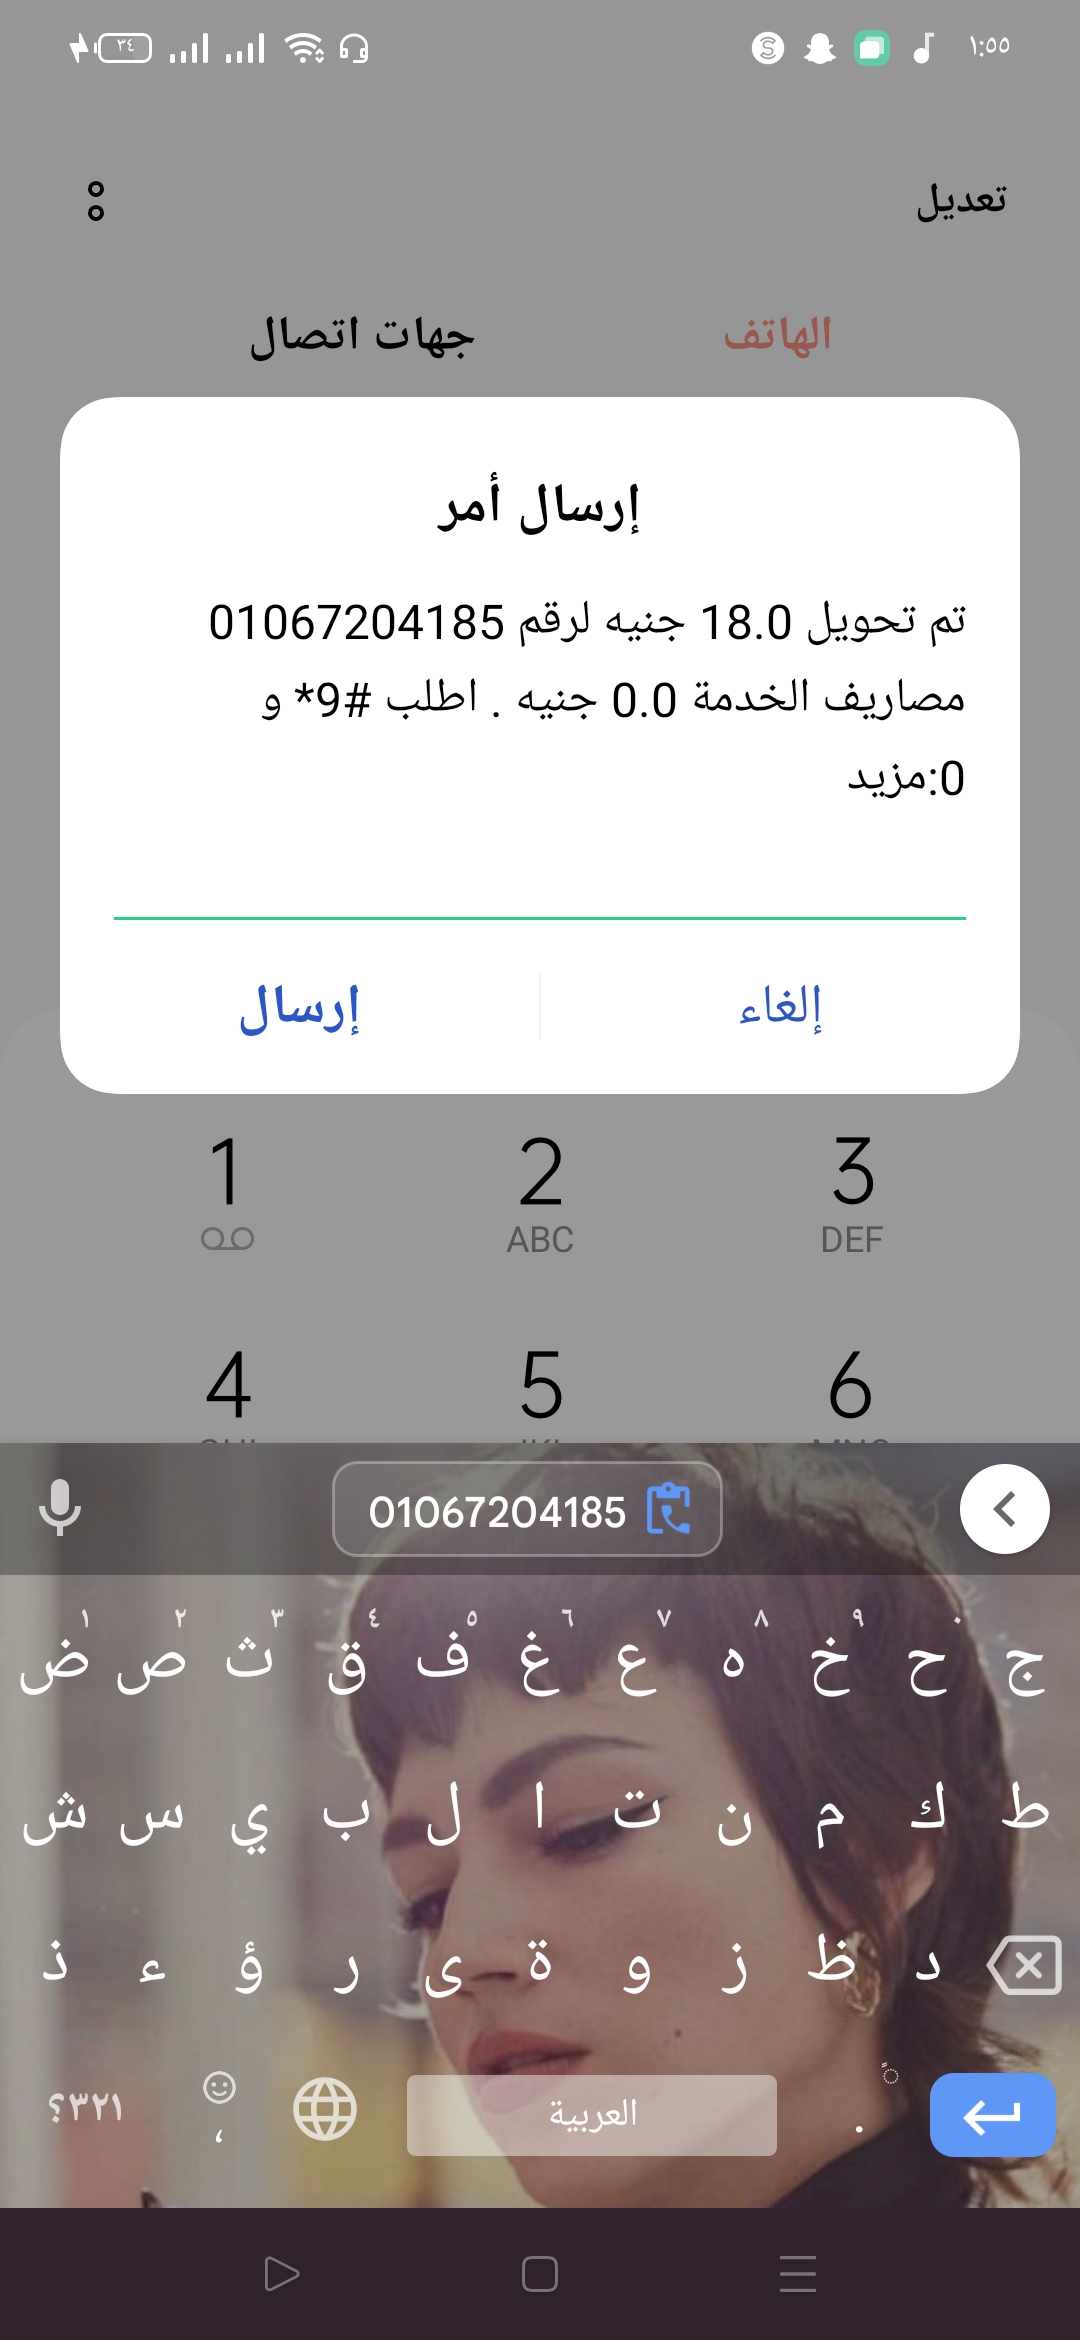 ٣٤
١:٥٥
تعديل
الهاتف
جهات اتصال
إرسال أمر
تم تحويل 18.0 جنيه لرقم 01067204185
مصاريف الخدمة 0.0 جنيه . اطلب #9* و
0:مزيد
إلغاء
إرسال
1 2 3
ABC DEF
4 5 6
01067204185
١ ٢ ٣ ٤ ٥ ٦ ٧ ٨ ٩ ٠
ض ص ث ق ف غ ع ه خ ح ج
ش س ي ب ل ا ت ن م ك ط
ذ ء ؤ ر ى ة و ز ظ د
؟٣٢١ ، العربية .